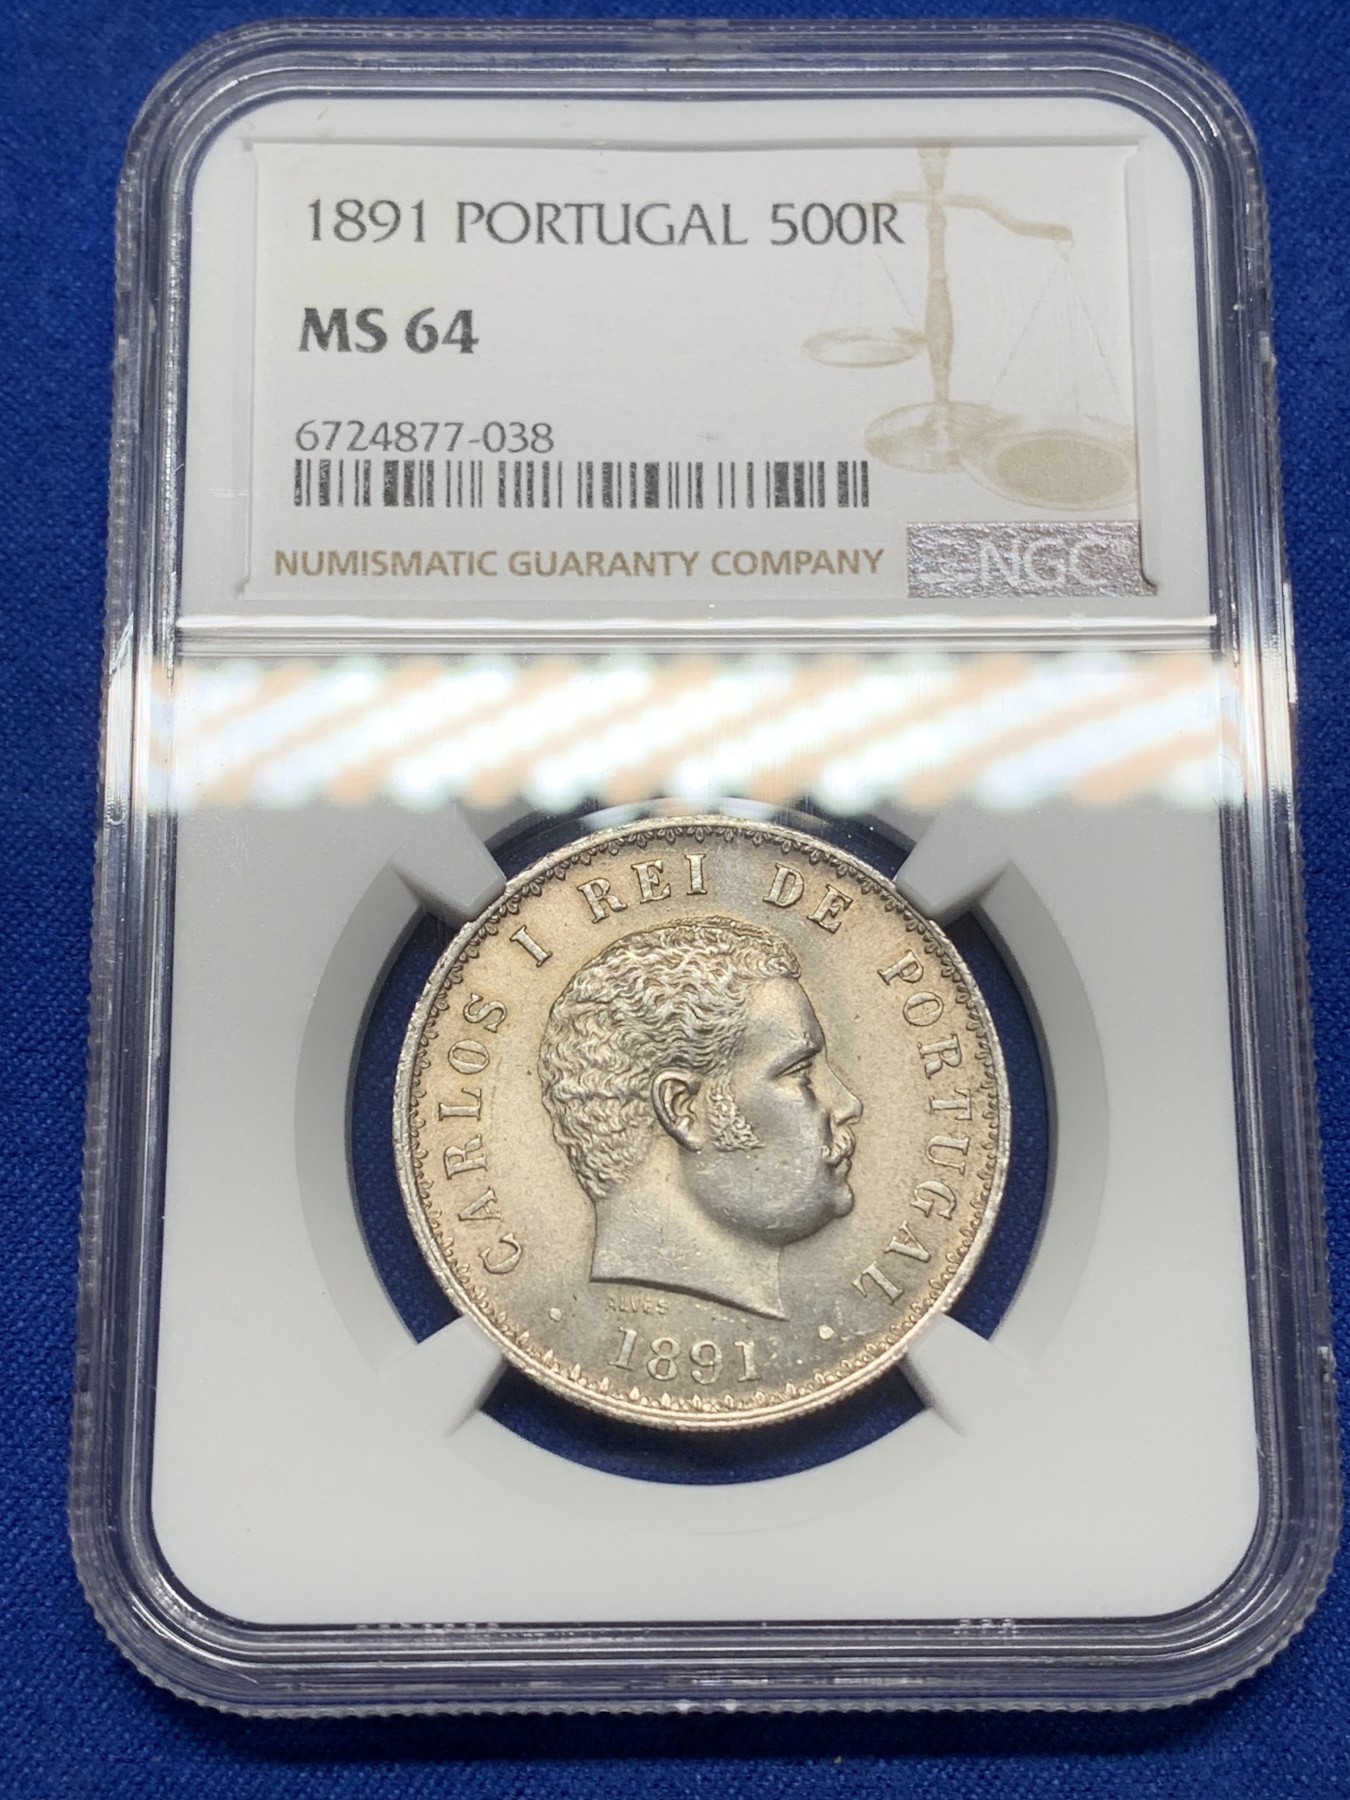 1891 PORTUGAL 500R
MS 64
6724877-038
NUMISMATIC GUARANTY COMPANY
NGC
CARLOS I REI DE PORTUGAL
ALVES
• 1891 •